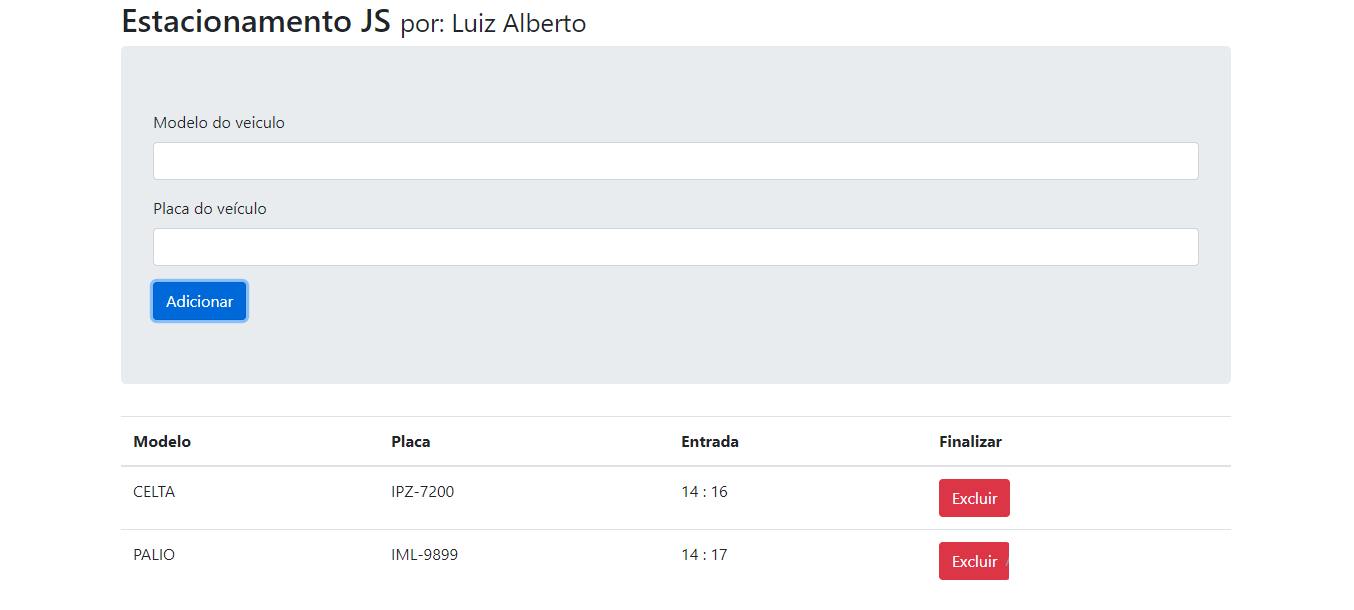 Estacionamento JS por: Luiz Alberto
Modelo do veiculo
Placa do veículo
Adicionar
Modelo Placa Entrada Finalizar
CELTA IPZ-7200 14 : 16 Excluir
PALIO IML-9899 14 : 17 Excluir